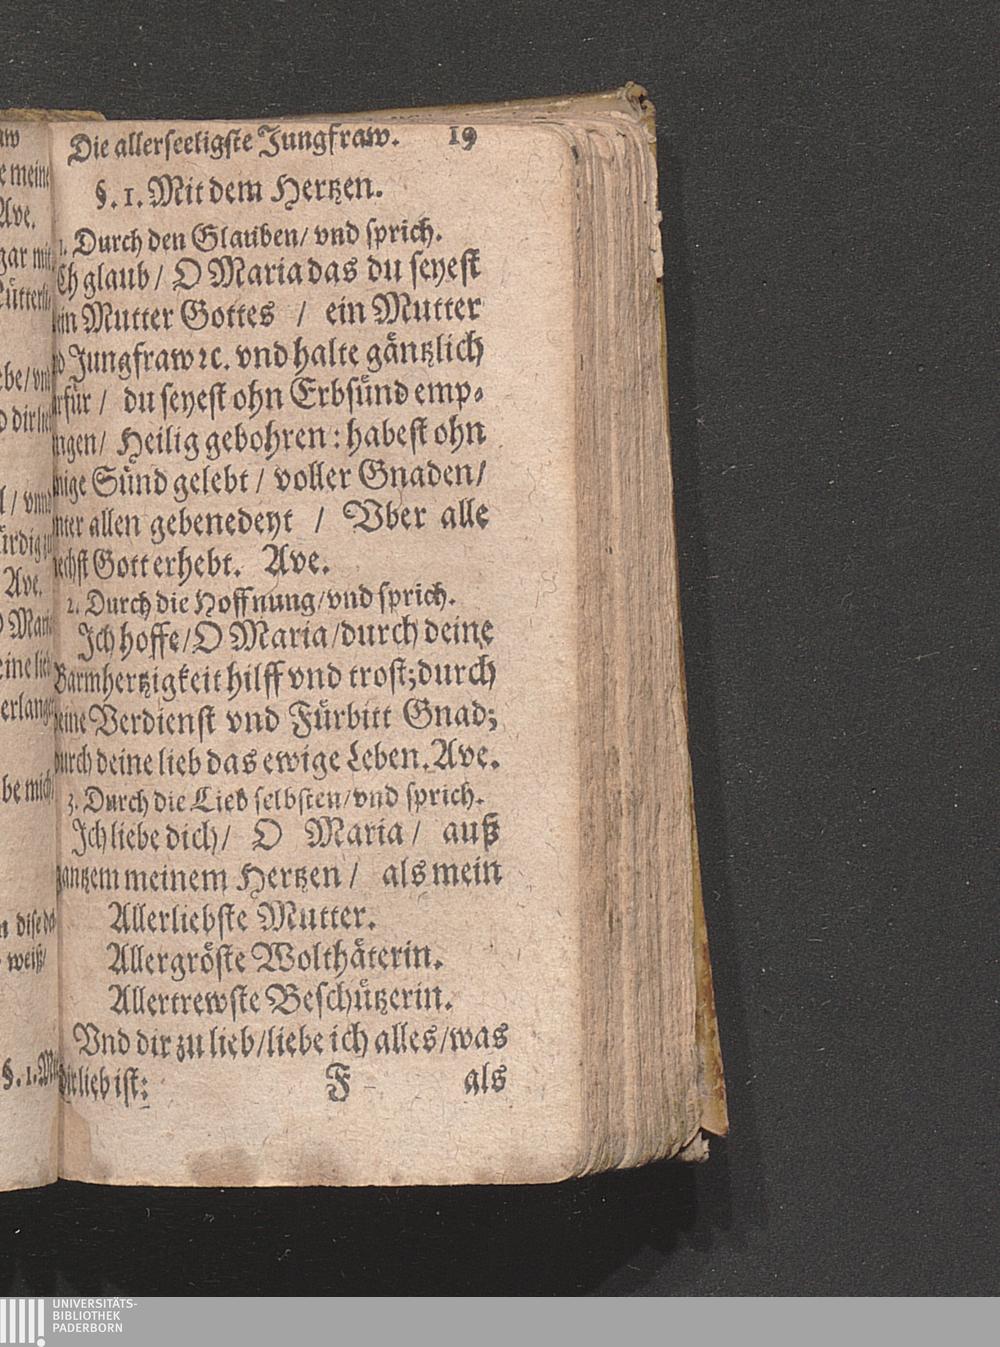 Die allerseeligste Jungfraw. 19
§. 1. Mit dem Hertzen.
1. Durch den Glauben/ vnd sprich.
Ich glaub/ O Maria das du seyest
ein Mutter Gottes / ein Mutter
vnd Jungfraw ꝛc. vnd halte gäntzlich
darfür / du seyest ohn Erbsünd emp⸗
fangen/ Heilig gebohren: habest ohn
einige Sünd gelebt / voller Gnaden/
vnter allen gebenedeyt / Vber alle
nechst Gott erhebt. Ave.
2. Durch die Hoffnung/vnd sprich.
Ich hoffe/O Maria/durch deine
Barmhertzigkeit hilff vnd trost; durch
deine Verdienst vnd Fürbitt Gnad;
durch deine lieb das ewige Leben. Ave.
3. Durch die Lieb selbsten/vnd sprich.
Ich liebe dich/ O Maria/ auß
gantzem meinem Hertzen/ als mein
Allerliebste Mutter.
Allergröste Wolthäterin.
Allertrewste Beschützerin.
Vnd dir zu lieb/liebe ich alles/was
dir lieb ist: F als
UNIVERSITÄTS-
BIBLIOTHEK
PADERBORN